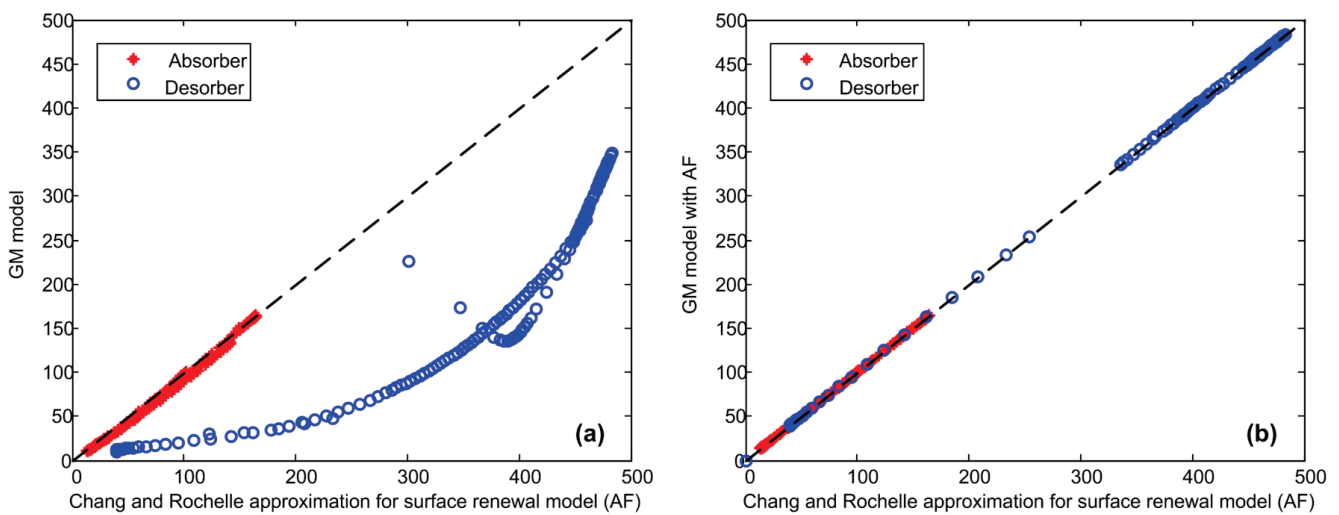 500
450
400
350
300
250
200
150
100
50
0
GM model
Absorber
Desorber
(a)
0 100 200 300 400 500
Chang and Rochelle approximation for surface renewal model (AF)
500
450
400
350
300
250
200
150
100
50
0
GM model with AF
Absorber
Desorber
(b)
0 100 200 300 400 500
Chang and Rochelle approximation for surface renewal model (AF)